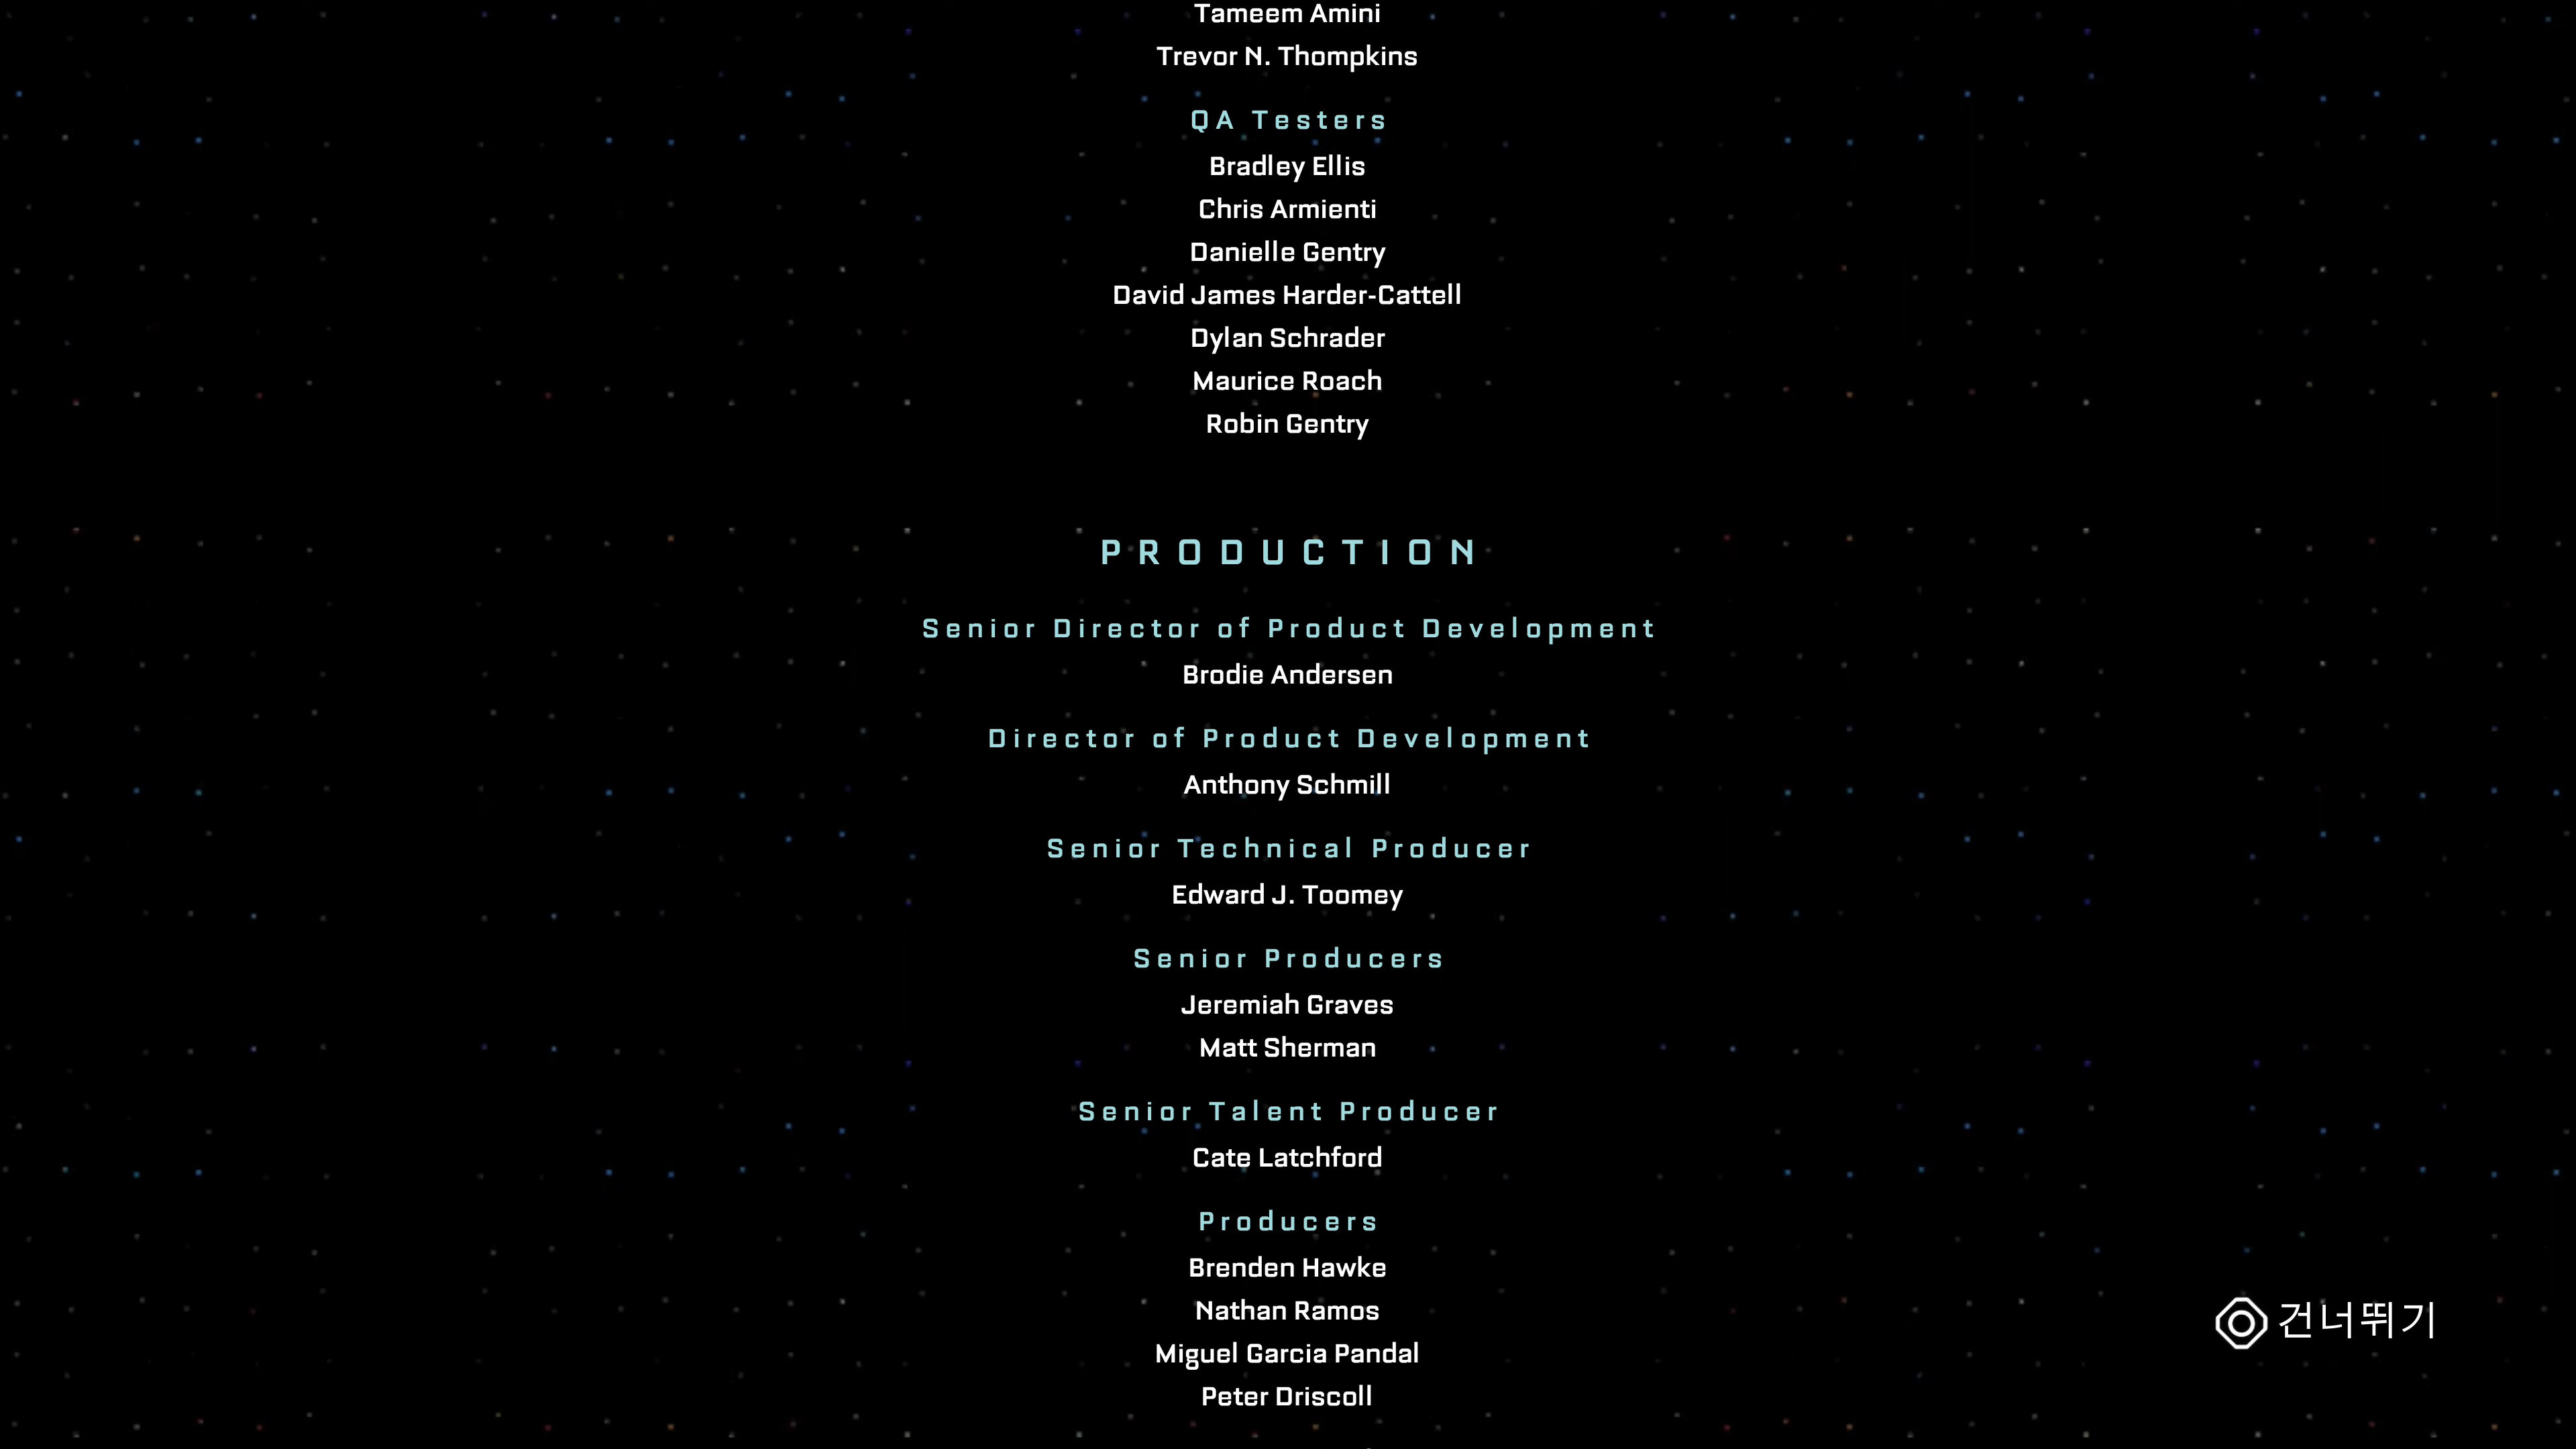 Tameem Amini
Trevor N. Thompkins
QA Testers
Bradley Ellis
Chris Armienti
Danielle Gentry
David James Harder-Cattell
Dylan Schrader
Maurice Roach
Robin Gentry
PRODUCTION
Senior Director of Product Development
Brodie Andersen
Director of Product Development
Anthony Schmill
Senior Technical Producer
Edward J. Toomey
Senior Producers
Jeremiah Graves
Matt Sherman
Senior Talent Producer
Cate Latchford
Producers
Brenden Hawke
Nathan Ramos
Miguel Garcia Pandal
Peter Driscoll
건너뛰기